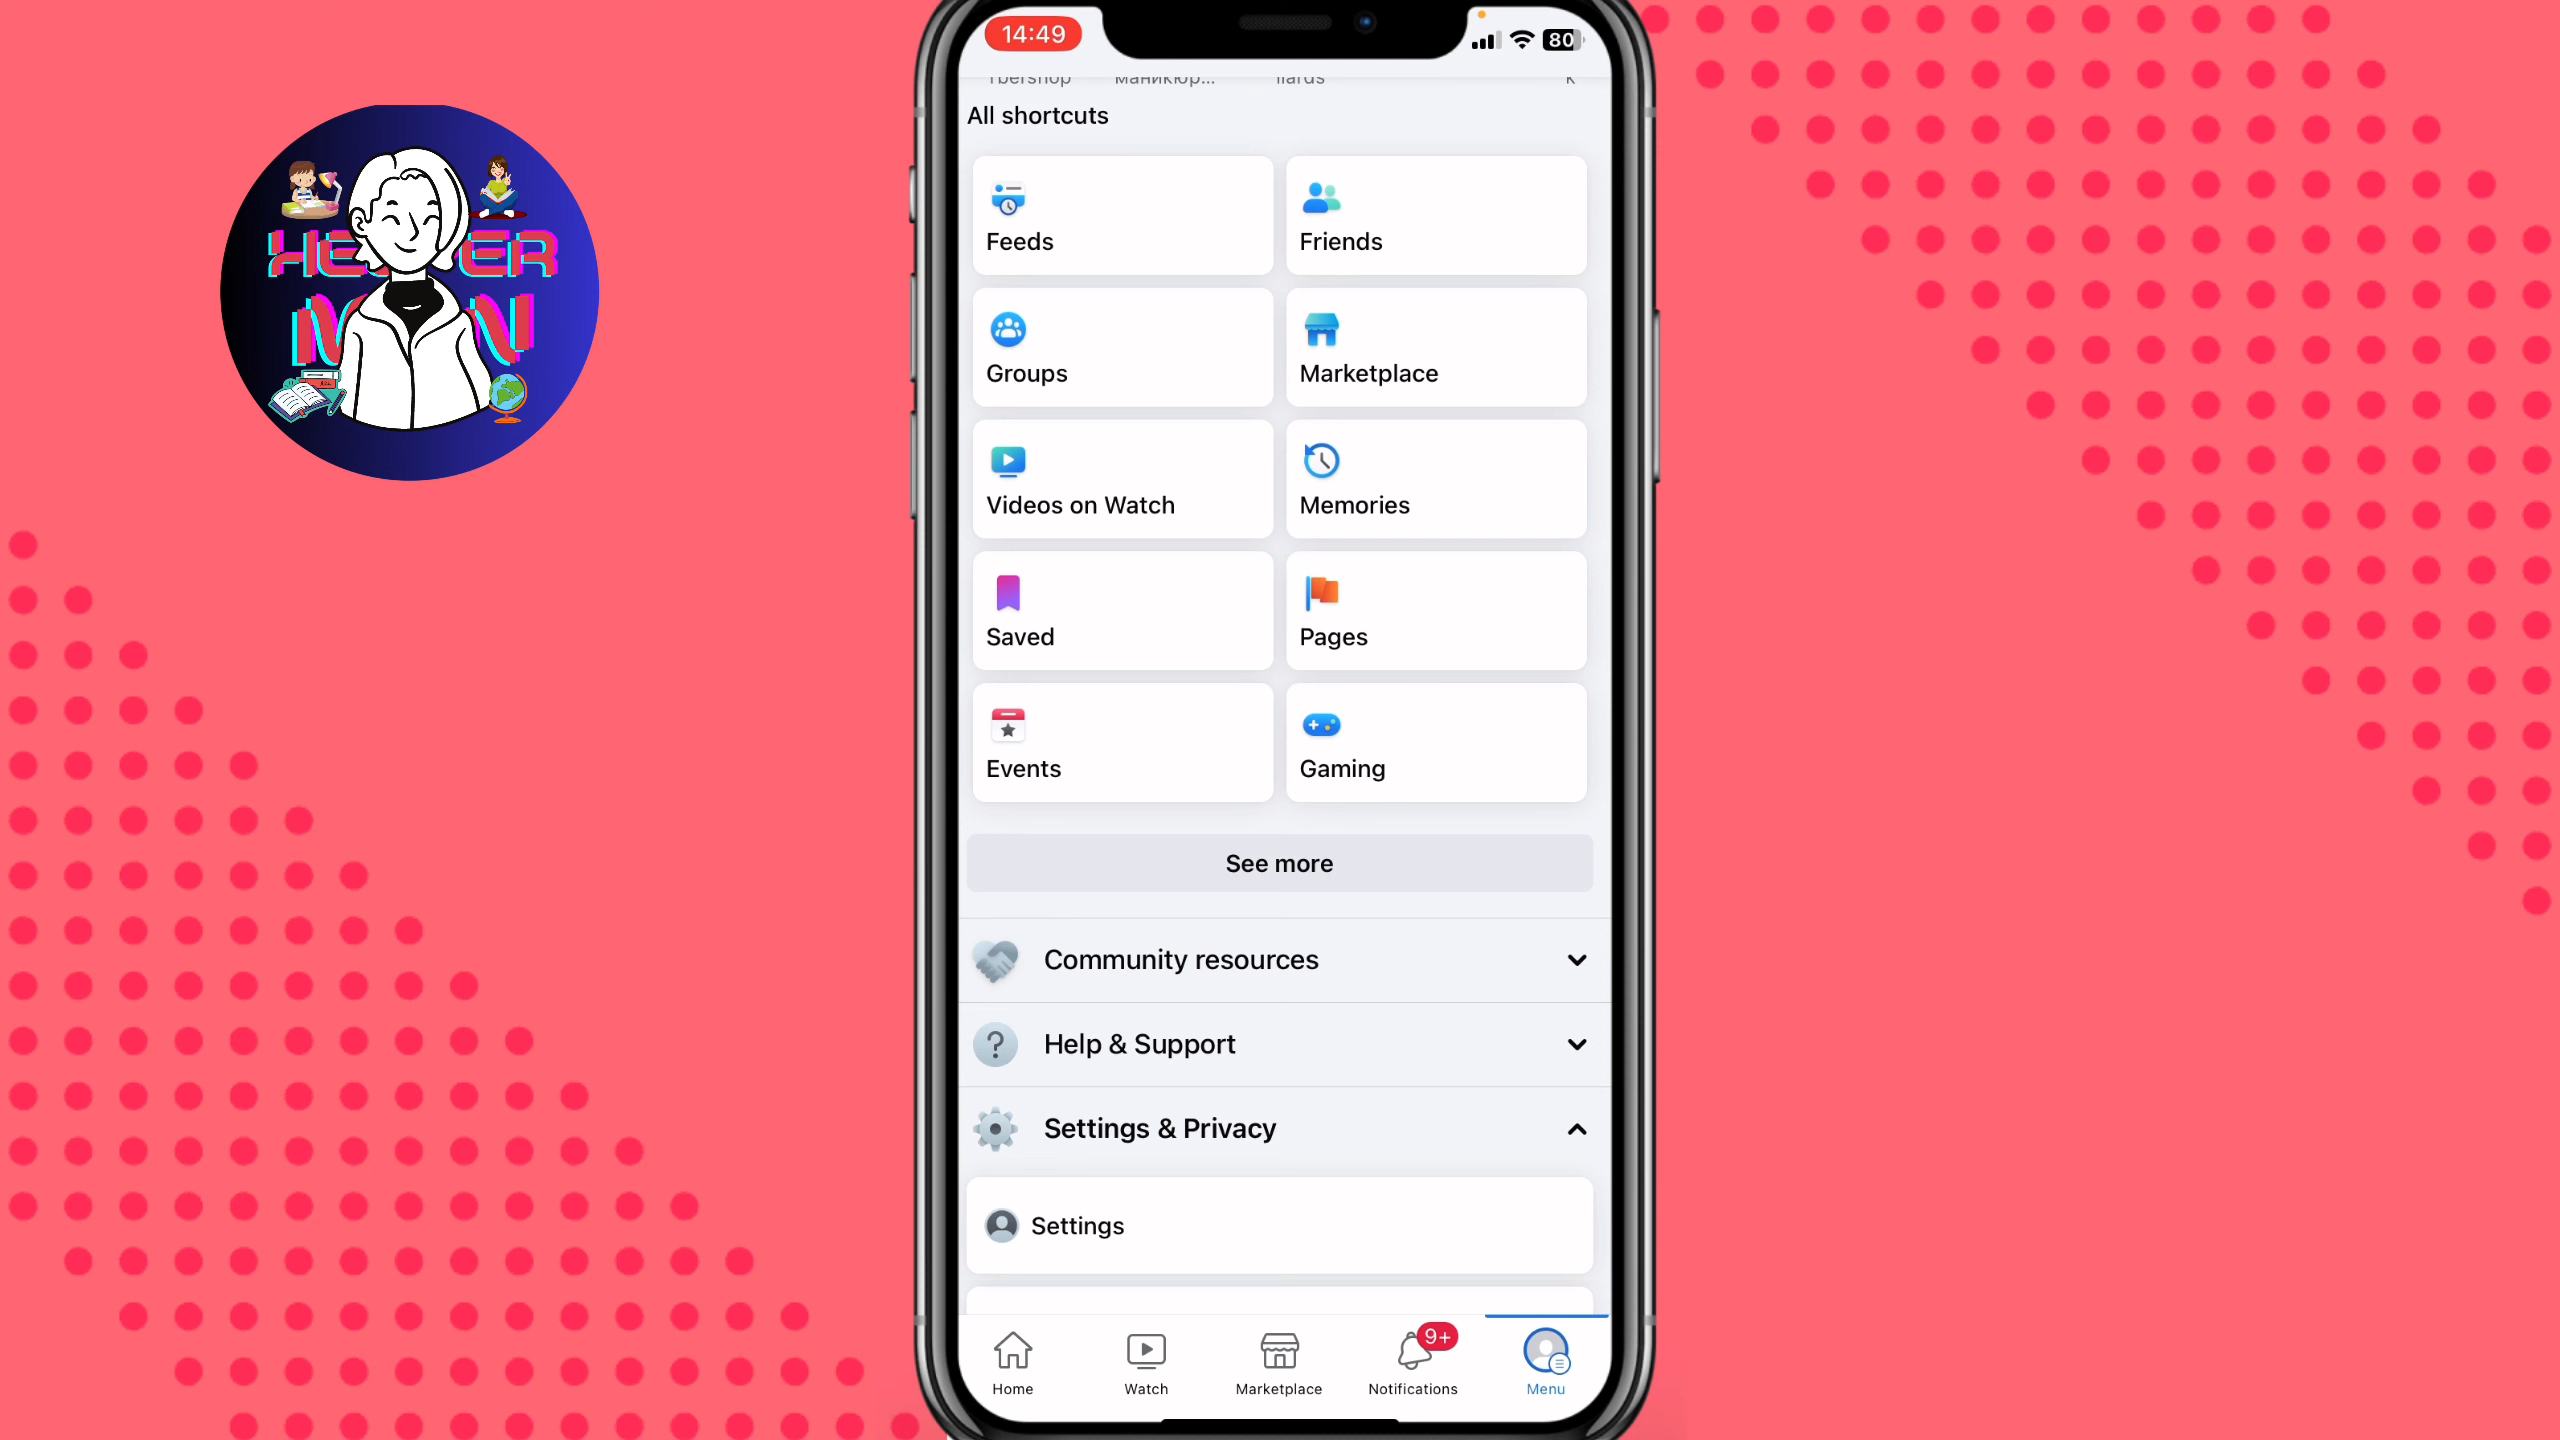 14:49
80
маникюр...
All shortcuts
Feeds
Friends
Groups
Marketplace
Videos on Watch
Memories
Saved
Pages
Events
Gaming
See more
Community resources
Help & Support
Settings & Privacy
Settings
9+
Home
Watch
Marketplace
Notifications
Menu